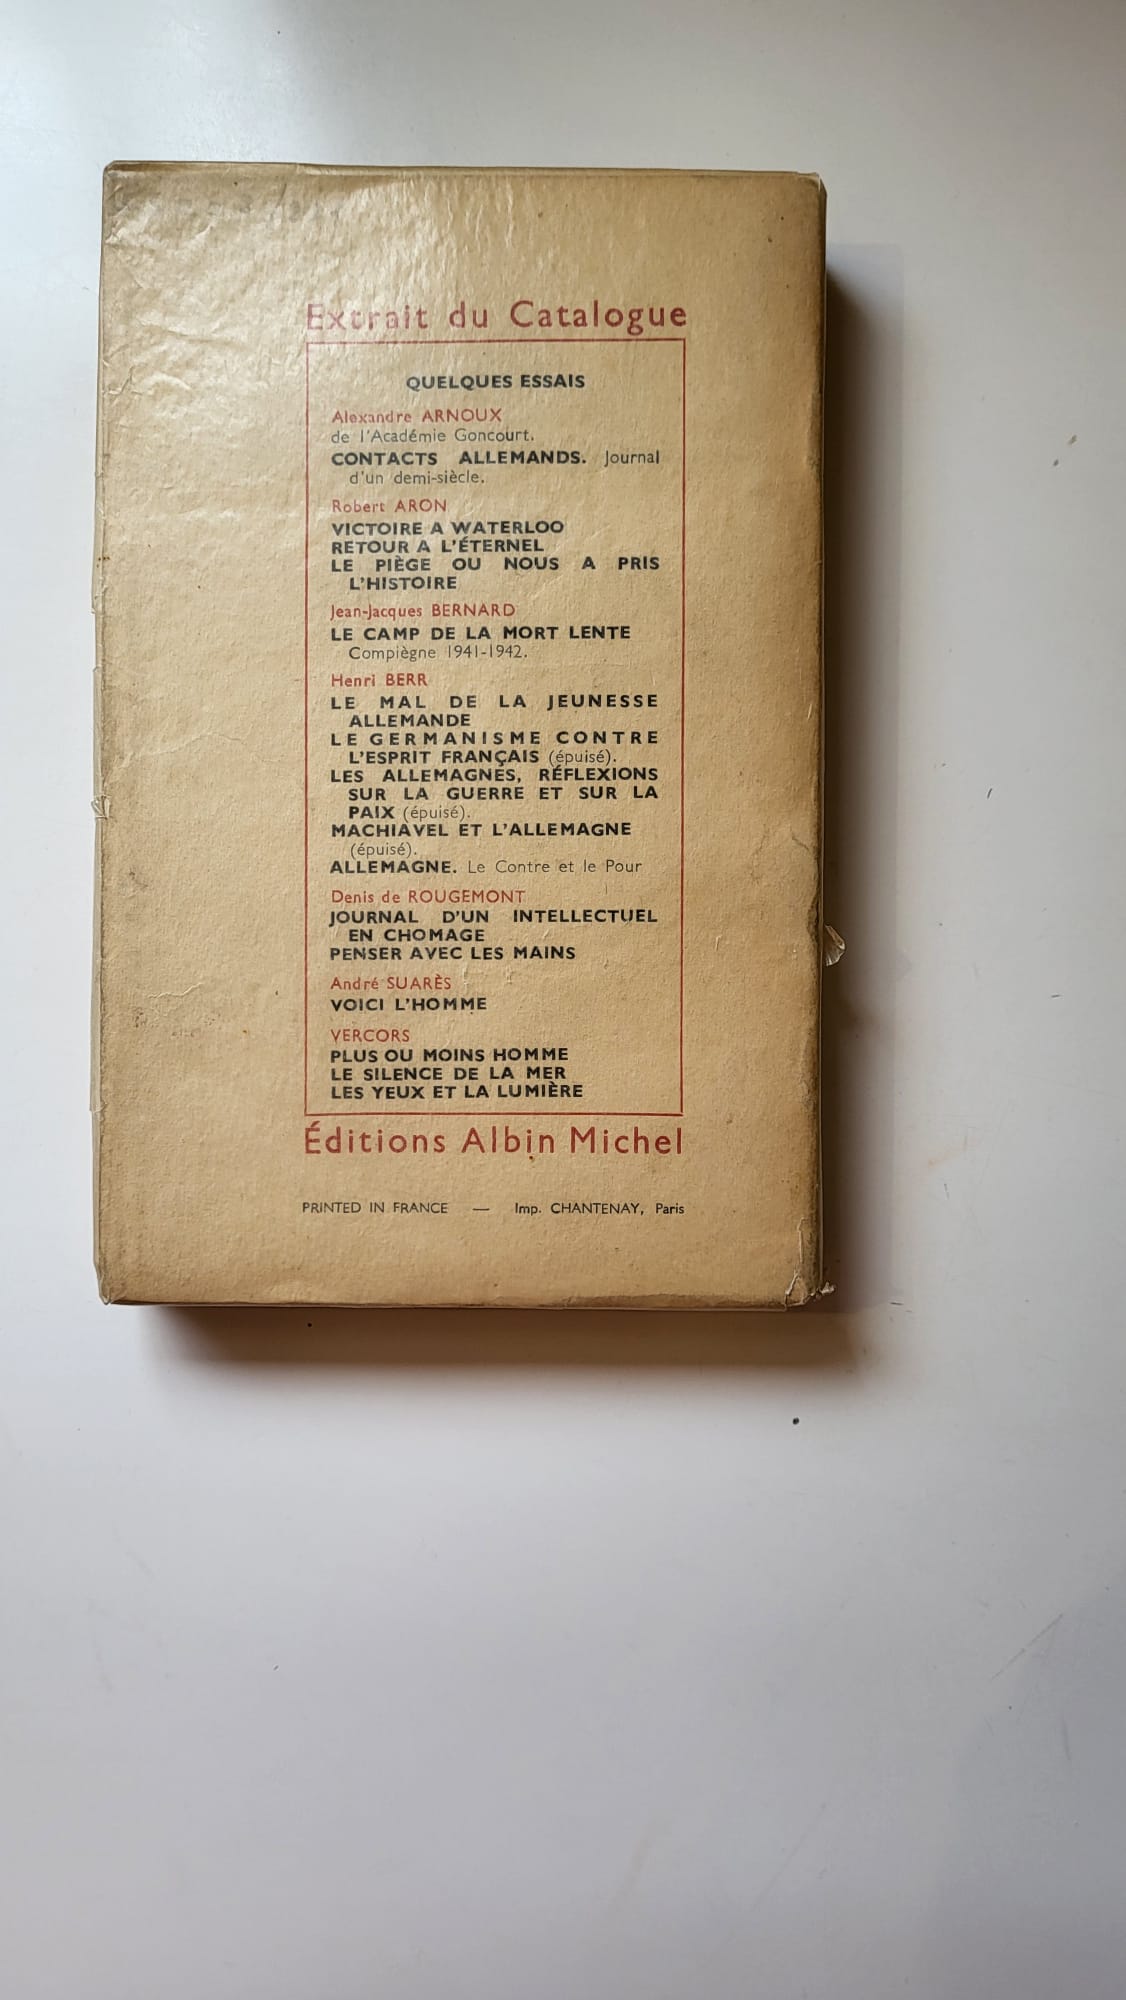 Extrait du Catalogue
QUELQUES ESSAIS
Alexandre ARNOUX
de l'Académie Goncourt.
CONTACTS ALLEMANDS. Journal
d'un demi-siècle.
Robert ARON
VICTOIRE A WATERLOO
RETOUR A L'ÉTERNEL
LE PIÈGE OU NOUS A PRIS
L'HISTOIRE
Jean-Jacques BERNARD
LE CAMP DE LA MORT LENTE
Compiègne 1941-1942.
Henri BERR
LE MAL DE LA JEUNESSE
ALLEMANDE
LE GERMANISME CONTRE
L'ESPRIT FRANÇAIS (épuisé).
LES ALLEMAGNES, RÉFLEXIONS
SUR LA GUERRE ET SUR LA
PAIX (épuisé).
MACHIAVEL ET L'ALLEMAGNE
(épuisé).
ALLEMAGNE. Le Contre et le Pour
Denis de ROUGEMONT
JOURNAL D'UN INTELLECTUEL
EN CHOMAGE
PENSER AVEC LES MAINS
André SUARÈS
VOICI L'HOMME
VERCORS
PLUS OU MOINS HOMME
LE SILENCE DE LA MER
LES YEUX ET LA LUMIÈRE
Éditions Albin Michel
PRINTED IN FRANCE — Imp. CHANTENAY, Paris